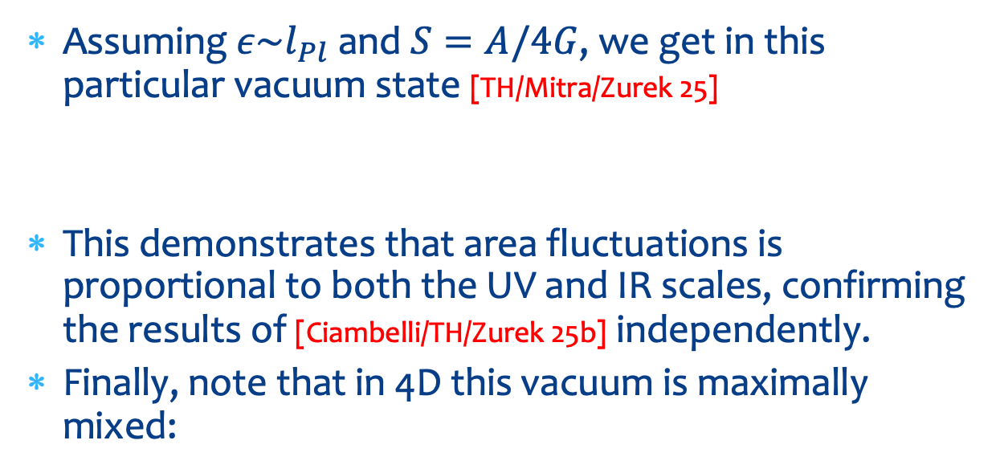 * Assuming ϵ~l_{Pl} and S = A/4G, we get in this
particular vacuum state [TH/Mitra/Zurek 25]
* This demonstrates that area fluctuations is
proportional to both the UV and IR scales, confirming
the results of [Ciambelli/TH/Zurek 25b] independently.
* Finally, note that in 4D this vacuum is maximally
mixed: